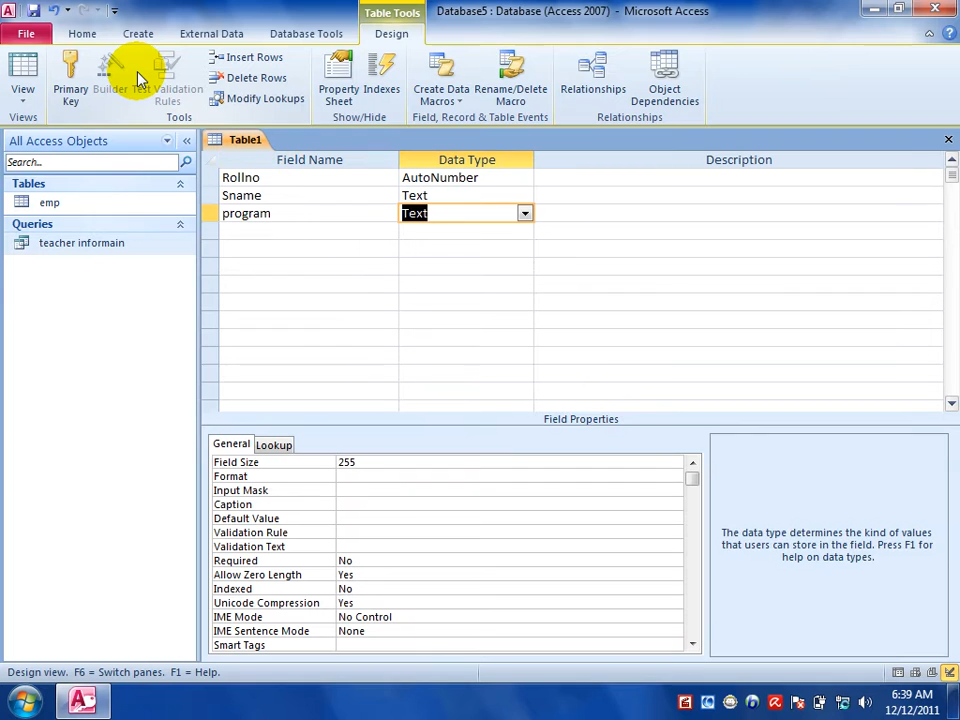 Table Tools
Database5 : Database (Access 2007) - Microsoft Access
File
Home
Create
External Data
Database Tools
Design
View
Primary Key
Builder
Test Validation Rules
Insert Rows
Delete Rows
Modify Lookups
Property Sheet
Indexes
Create Data Macros
Rename/Delete Macro
Relationships
Object Dependencies
Views
Tools
Show/Hide
Field, Record & Table Events
Relationships
All Access Objects
Search...
Tables
emp
Queries
teacher informain
Table1
Field Name Data Type Description
Rollno AutoNumber
Sname Text
program Text
Field Properties
General Lookup
Field Size 255
Format
Input Mask
Caption
Default Value
Validation Rule
Validation Text
Required No
Allow Zero Length Yes
Indexed No
Unicode Compression Yes
IME Mode No Control
IME Sentence Mode None
Smart Tags
The data type determines the kind of values
that users can store in the field. Press F1 for
help on data types.
Design view. F6 = Switch panes. F1 = Help.
6:39 AM
12/12/2011